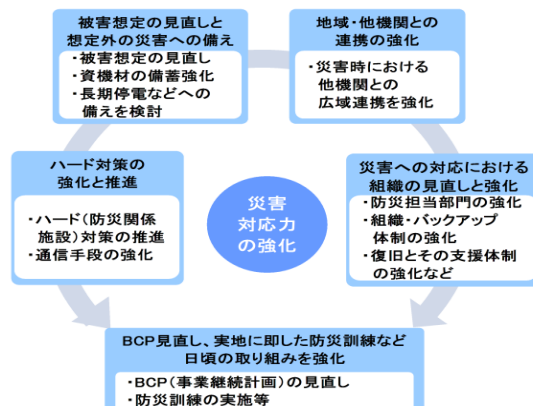 被害想定の見直しと
想定外の災害への備え
・被害想定の見直し
・資機材の備蓄強化
・長期停電などへの
備えを検討
地域・他機関との
連携の強化
・災害時における
他機関との
広域連携を強化
ハード対策の
強化と推進
・ハード(防災関係
施設)対策の推進
・通信手段の強化
災害
対応力
の強化
災害への対応における
組織の見直しと強化
・防災担当部門の強化
・組織・バックアップ
体制の強化
・復旧とその支援体制
の強化など
BCP見直し、実地に即した防災訓練など
日頃の取り組みを強化
・BCP(事業継続計画)の見直し
・防災訓練の実施等